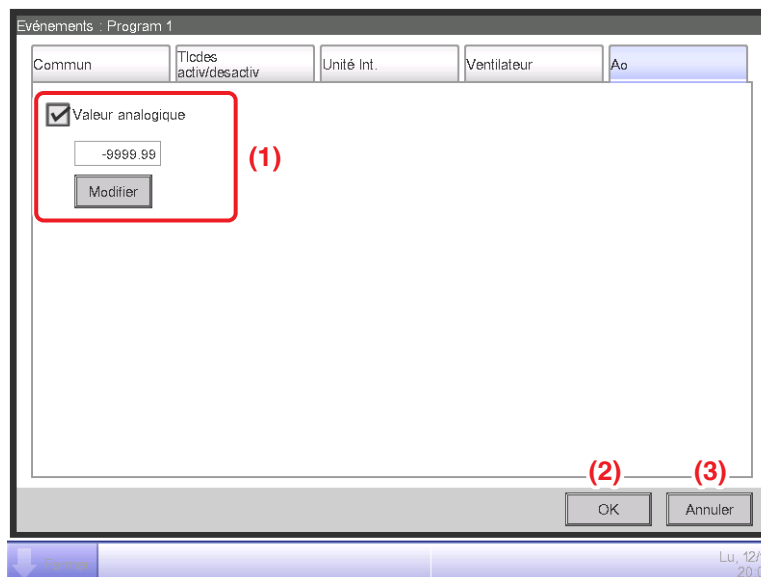 Evénements : Program 1
Commun
Tlcdes
activ/desactiv
Unité Int.
Ventilateur
Ao
Valeur analogique
-9999.99
(1)
Modifier
(2)
(3)
OK
Annuler
Lu, 12/
20:0